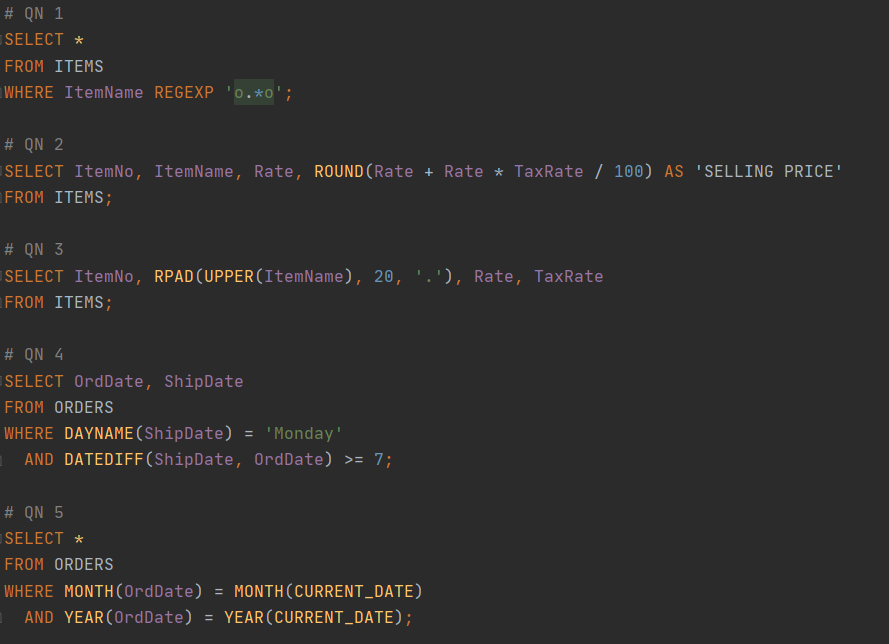 # QN 1
SELECT *
FROM ITEMS
WHERE ItemName REGEXP 'o.*o';
# QN 2
SELECT ItemNo, ItemName, Rate, ROUND(Rate + Rate * TaxRate / 100) AS 'SELLING PRICE'
FROM ITEMS;
# QN 3
SELECT ItemNo, RPAD(UPPER(ItemName), 20, '.'), Rate, TaxRate
FROM ITEMS;
# QN 4
SELECT OrdDate, ShipDate
FROM ORDERS
WHERE DAYNAME(ShipDate) = 'Monday'
  AND DATEDIFF(ShipDate, OrdDate) >= 7;
# QN 5
SELECT *
FROM ORDERS
WHERE MONTH(OrdDate) = MONTH(CURRENT_DATE)
  AND YEAR(OrdDate) = YEAR(CURRENT_DATE);